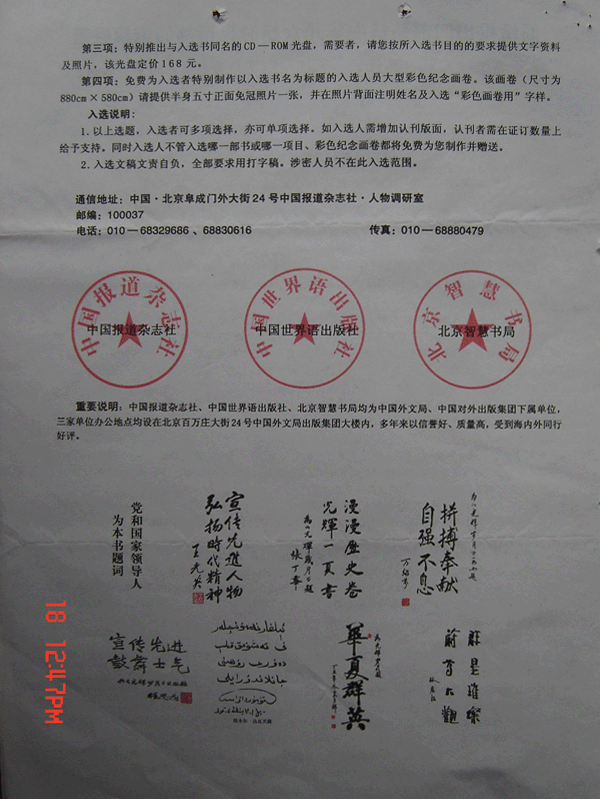 第三项：特别推出与入选书同名的CD—ROM光盘，需要者，请您按所入选书目的的要求提供文字资料
及照片，该光盘定价168元。
第四项：免费为入选者特别制作以入选书名为标题的入选人员大型彩色纪念画卷。该画卷（尺寸为
880cm×580cm）请提供半身五寸正面免冠照片一张，并在照片背面注明姓名及入选“彩色画卷用”字样。
入选说明：
1.以上选题，入选者可多项选择，亦可单项选择。如入选人需增加认刊版面，认刊者需在证订数量上
给予支持。同时入选人不管入选哪一部书或哪一项目、彩色纪念画卷都将免费为您制作并赠送。
2.入选文稿文责自负，全部要求用打字稿。涉密人员不在此入选范围。
通信地址：中国·北京阜成门外大街24号中国报道杂志社·人物调研室
邮编：100037
电话：010—68329686、68830616 传真：010—68880479
中国报道杂志社
中国报道杂志社
中国世界语出版社
中国世界语出版社
北京智慧书局
北京智慧书局
重要说明：中国报道杂志社、中国世界语出版社、北京智慧书局均为中国外文局、中国对外出版集团下属单位，
三家单位办公地点均设在北京百万庄大街24号中国外文局出版集团大楼内，多年来以信誉好、质量高，受到海内外同行
好评。
党和国家领导人
为本书题词
宣传先进人物
弘扬时代精神
王光英
漫漫歷史卷
光輝一頁書
拼搏奉献
自强不息
宣传先进
鼓舞士气
華夏群英
18 12:47PM